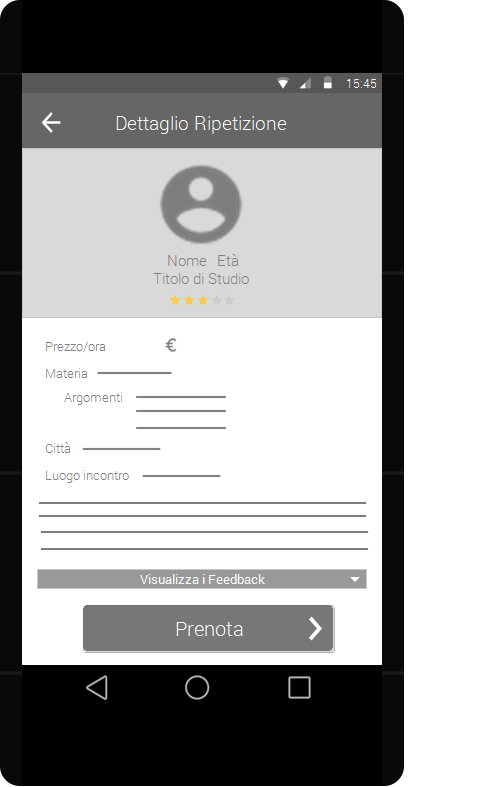 15:45
Dettaglio Ripetizione
Nome Età
Titolo di Studio
Prezzo/ora €
Materia
Argomenti
Città
Luogo incontro
Visualizza i Feedback
Prenota